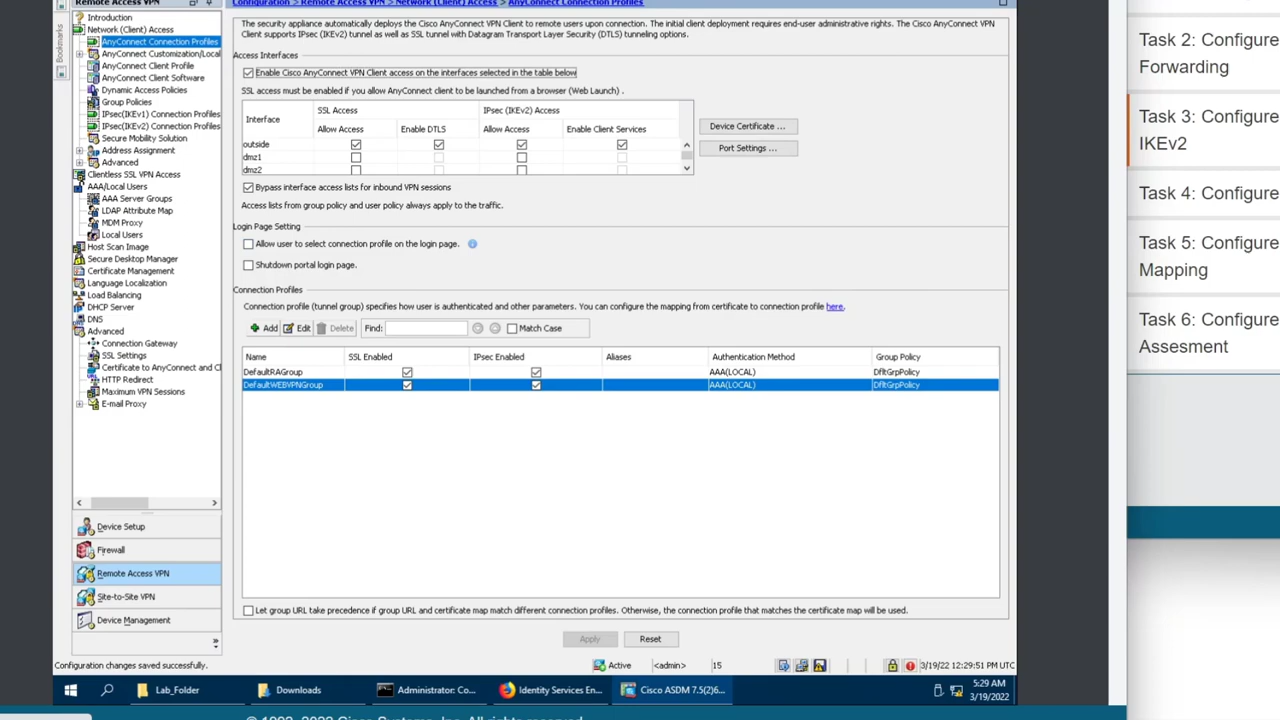 Remote Access VPN
Configuration > Remote Access VPN > Network (Client) Access > AnyConnect Connection Profiles
Bookmarks
Introduction
Network (Client) Access
AnyConnect Connection Profiles
AnyConnect Customization/Local
AnyConnect Client Profile
AnyConnect Client Software
Dynamic Access Policies
Group Policies
IPsec(IKEv1) Connection Profiles
IPsec(IKEv2) Connection Profiles
Secure Mobility Solution
Address Assignment
Advanced
Clientless SSL VPN Access
AAA/Local Users
AAA Server Groups
LDAP Attribute Map
MDM Proxy
Local Users
Host Scan Image
Secure Desktop Manager
Certificate Management
Language Localization
Load Balancing
DHCP Server
DNS
Advanced
Connection Gateway
SSL Settings
Certificate to AnyConnect and Cl
HTTP Redirect
Maximum VPN Sessions
E-mail Proxy
Device Setup
Firewall
Remote Access VPN
Site-to-Site VPN
Device Management
The security appliance automatically deploys the Cisco AnyConnect VPN Client to remote users upon connection. The initial client deployment requires end-user administrative rights. The Cisco AnyConnect VPN
Client supports IPsec (IKEv2) tunnel as well as SSL tunnel with Datagram Transport Layer Security (DTLS) tunneling options.
Access Interfaces
Enable Cisco AnyConnect VPN Client access on the interfaces selected in the table below
SSL access must be enabled if you allow AnyConnect client to be launched from a browser (Web Launch) .
Interface SSL Access IPsec (IKEv2) Access
Allow Access Enable DTLS Allow Access Enable Client Services
outside
dmz1
dmz2
Device Certificate ...
Port Settings ...
Bypass interface access lists for inbound VPN sessions
Access lists from group policy and user policy always apply to the traffic.
Login Page Setting
Allow user to select connection profile on the login page.
Shutdown portal login page.
Connection Profiles
Connection profile (tunnel group) specifies how user is authenticated and other parameters. You can configure the mapping from certificate to connection profile here.
Add Edit Delete Find: Match Case
Name SSL Enabled IPsec Enabled Aliases Authentication Method Group Policy
DefaultRAGroup AAA(LOCAL) DfltGrpPolicy
DefaultWEBVPNGroup AAA(LOCAL) DfltGrpPolicy
Let group URL take precedence if group URL and certificate map match different connection profiles. Otherwise, the connection profile that matches the certificate map will be used.
Apply Reset
Configuration changes saved successfully.
Active <admin> 15 3/19/22 12:29:51 PM UTC
Lab_Folder Downloads Administrator: Co... Identity Services En... Cisco ASDM 7.5(2)6...
5:29 AM
3/19/2022
Task 2: Configure
Forwarding
Task 3: Configure
IKEv2
Task 4: Configure
Task 5: Configure
Mapping
Task 6: Configure
Assesment